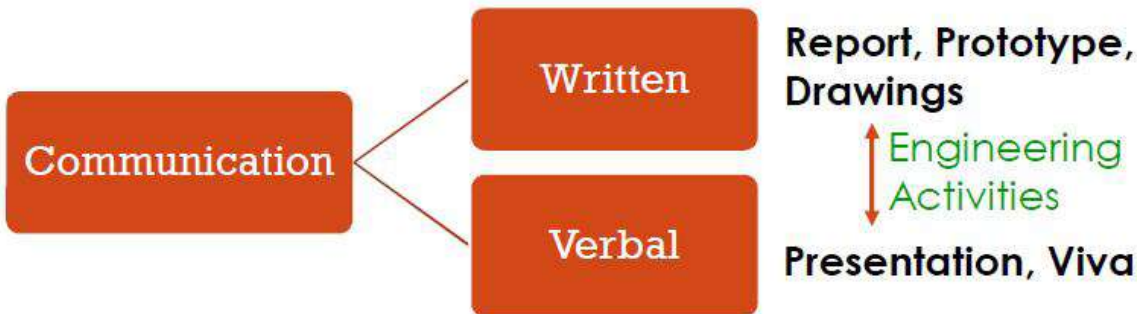 Communication
Written
Verbal
Report, Prototype,
Drawings
Engineering
Activities
Presentation, Viva